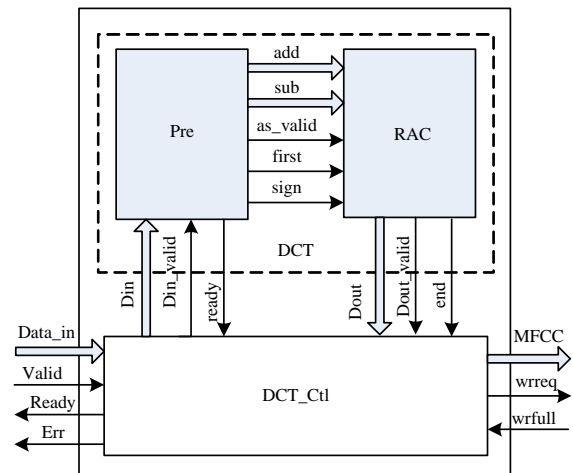 add
sub
as_valid
first
sign
Pre
RAC
DCT
Din
Din_valid
ready
Dout
Dout_valid
end
Data_in
Valid
Ready
Err
DCT_Ctl
MFCC
wrreq
wrfull